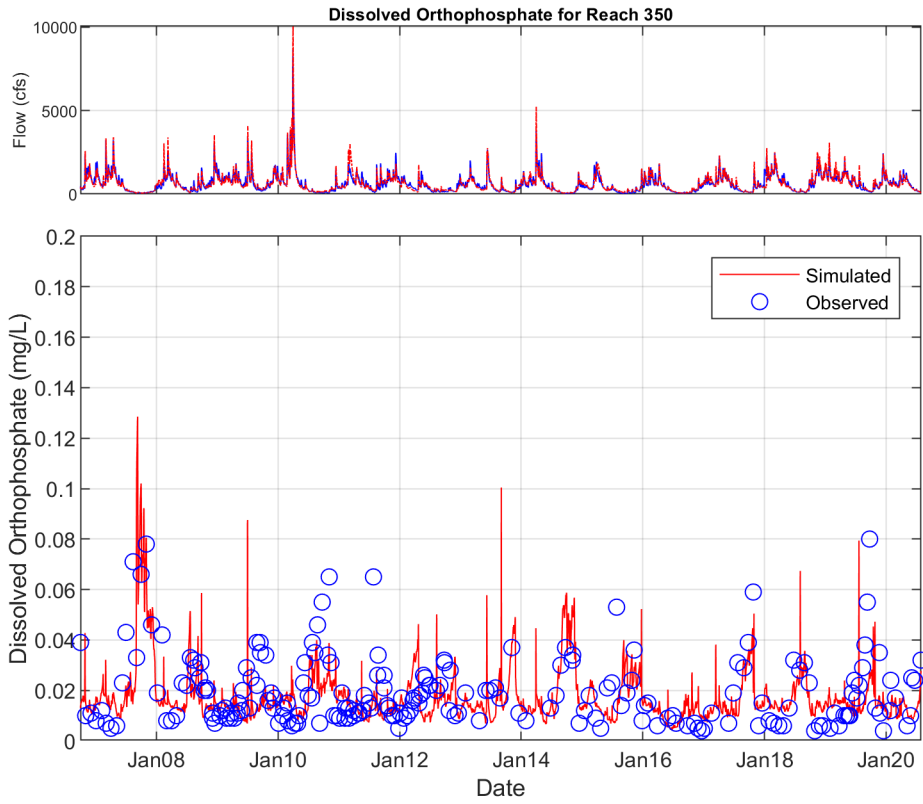 Dissolved Orthophosphate for Reach 350
10000
5000
0
Flow (cfs)
0.2
0.18
0.16
0.14
0.12
0.1
0.08
0.06
0.04
0.02
0
Dissolved Orthophosphate (mg/L)
Simulated
Observed
Jan08 Jan10 Jan12 Jan14 Jan16 Jan18 Jan20
Date